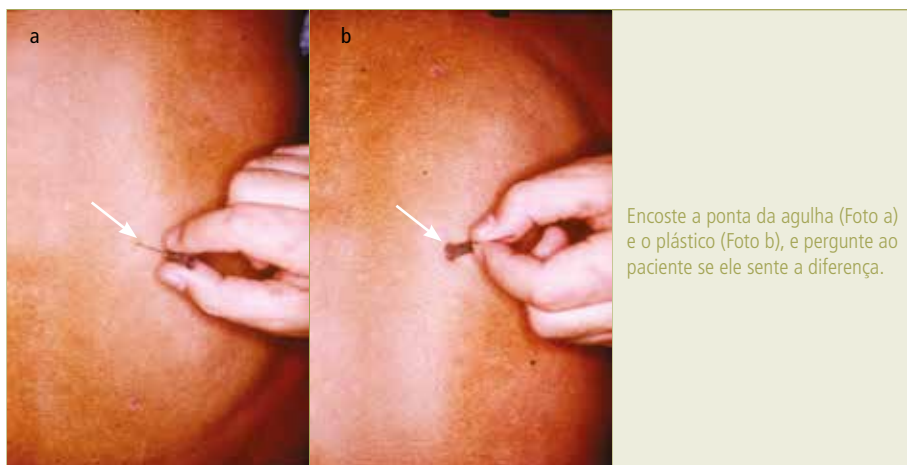 a
b
Encoste a ponta da agulha (Foto a)
e o plástico (Foto b), e pergunte ao
paciente se ele sente a diferença.